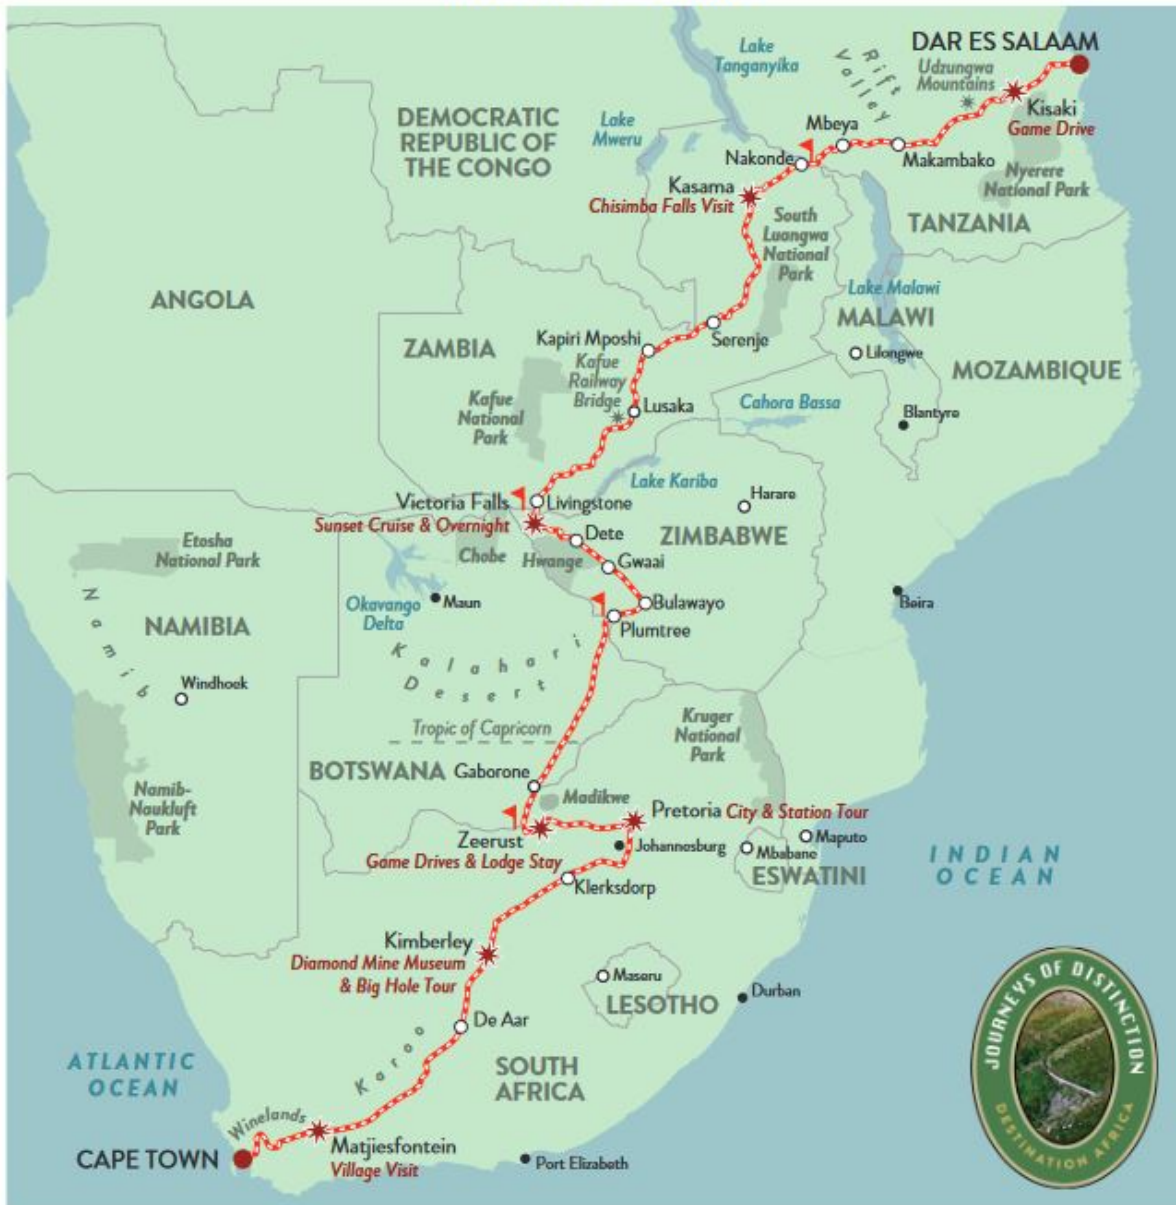 DAR ES SALAAM
Lake
Tanganyika
Rift
Valley
Udzungwa
Mountains
Kisaki
Game Drive
DEMOCRATIC
REPUBLIC OF
THE CONGO
Lake
Mweru
Mbeya
Nakonde
Makambako
Nyerere
National Park
Kasama
Chisimba Falls Visit
TANZANIA
South
Luangwa
National
Park
Lake Malawi
ANGOLA
MALAWI
Kapiri Mposhi
Serenje
ZAMBIA
Lilongwe
Kafue
Railway
Bridge
MOZAMBIQUE
Kafue
National
Park
Lusaka
Cahora Bassa
Blantyre
Lake Kariba
Victoria Falls
Livingstone
Harare
Sunset Cruise & Overnight
Dete
ZIMBABWE
Etosha
National Park
Chobe
Hwange
Gwaai
Okavango
Delta
Maun
Bulawayo
Beira
Namib
NAMIBIA
Plumtree
Kalahari
Desert
Windhoek
Tropic of Capricorn
Kruger
National
Park
BOTSWANA
Gaborone
Namib-
Naukluft
Park
Madikwe
Pretoria City & Station Tour
Zeerust
Johannesburg
Maputo
Mbabane
Game Drives & Lodge Stay
ESWATINI
INDIAN
OCEAN
Klerksdorp
Kimberley
Diamond Mine Museum
& Big Hole Tour
Maseru
LESOTHO
Durban
De Aar
Karoo
SOUTH
AFRICA
ATLANTIC
OCEAN
Winelands
Matjiesfontein
Village Visit
CAPE TOWN
Port Elizabeth
JOURNEYS OF DISTINCTION
DESTINATION AFRICA